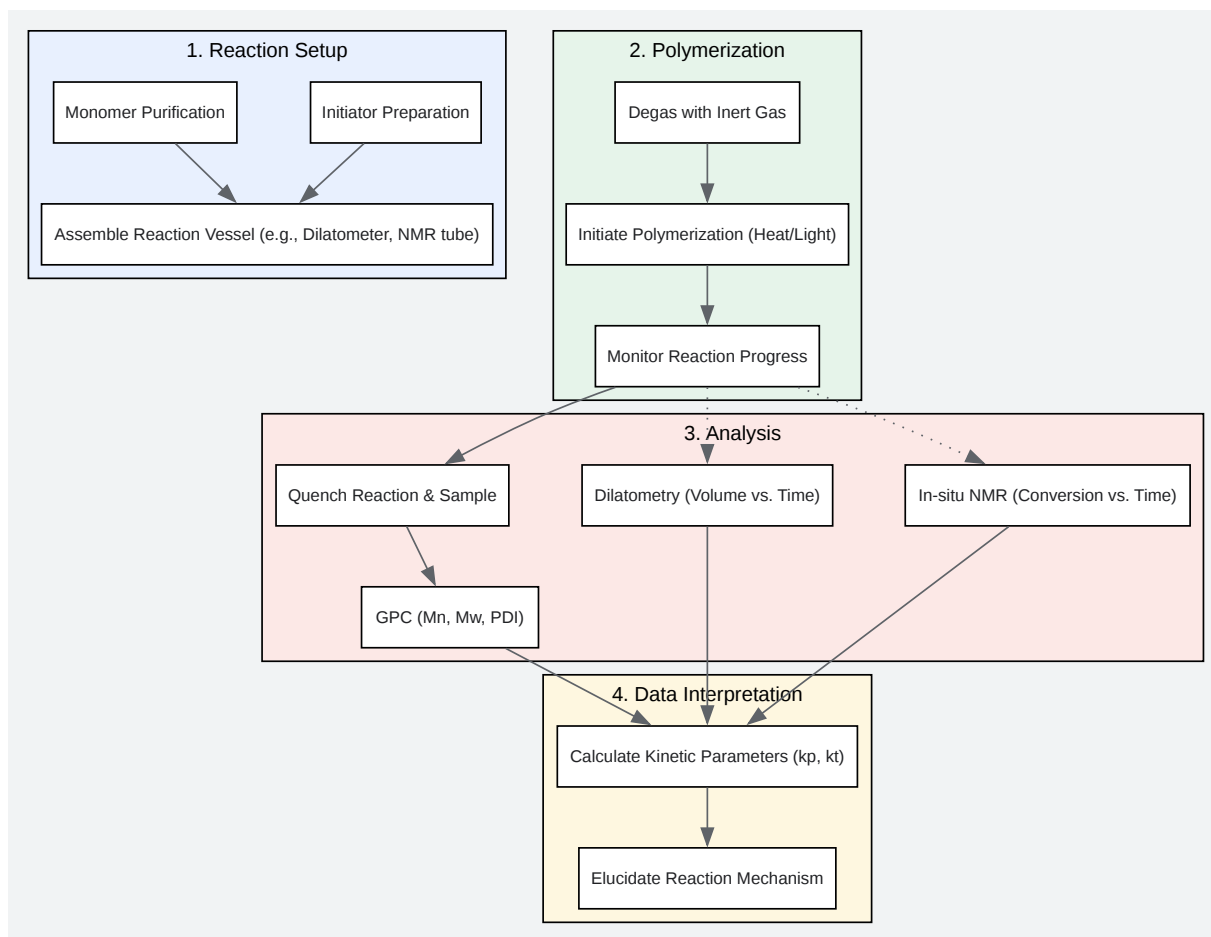 1. Reaction Setup
Monomer Purification
Initiator Preparation
Assemble Reaction Vessel (e.g., Dilatometer, NMR tube)
2. Polymerization
Degas with Inert Gas
Initiate Polymerization (Heat/Light)
Monitor Reaction Progress
3. Analysis
Quench Reaction & Sample
Dilatometry (Volume vs. Time)
In-situ NMR (Conversion vs. Time)
GPC (Mn, Mw, PDI)
4. Data Interpretation
Calculate Kinetic Parameters (kp, kt)
Elucidate Reaction Mechanism